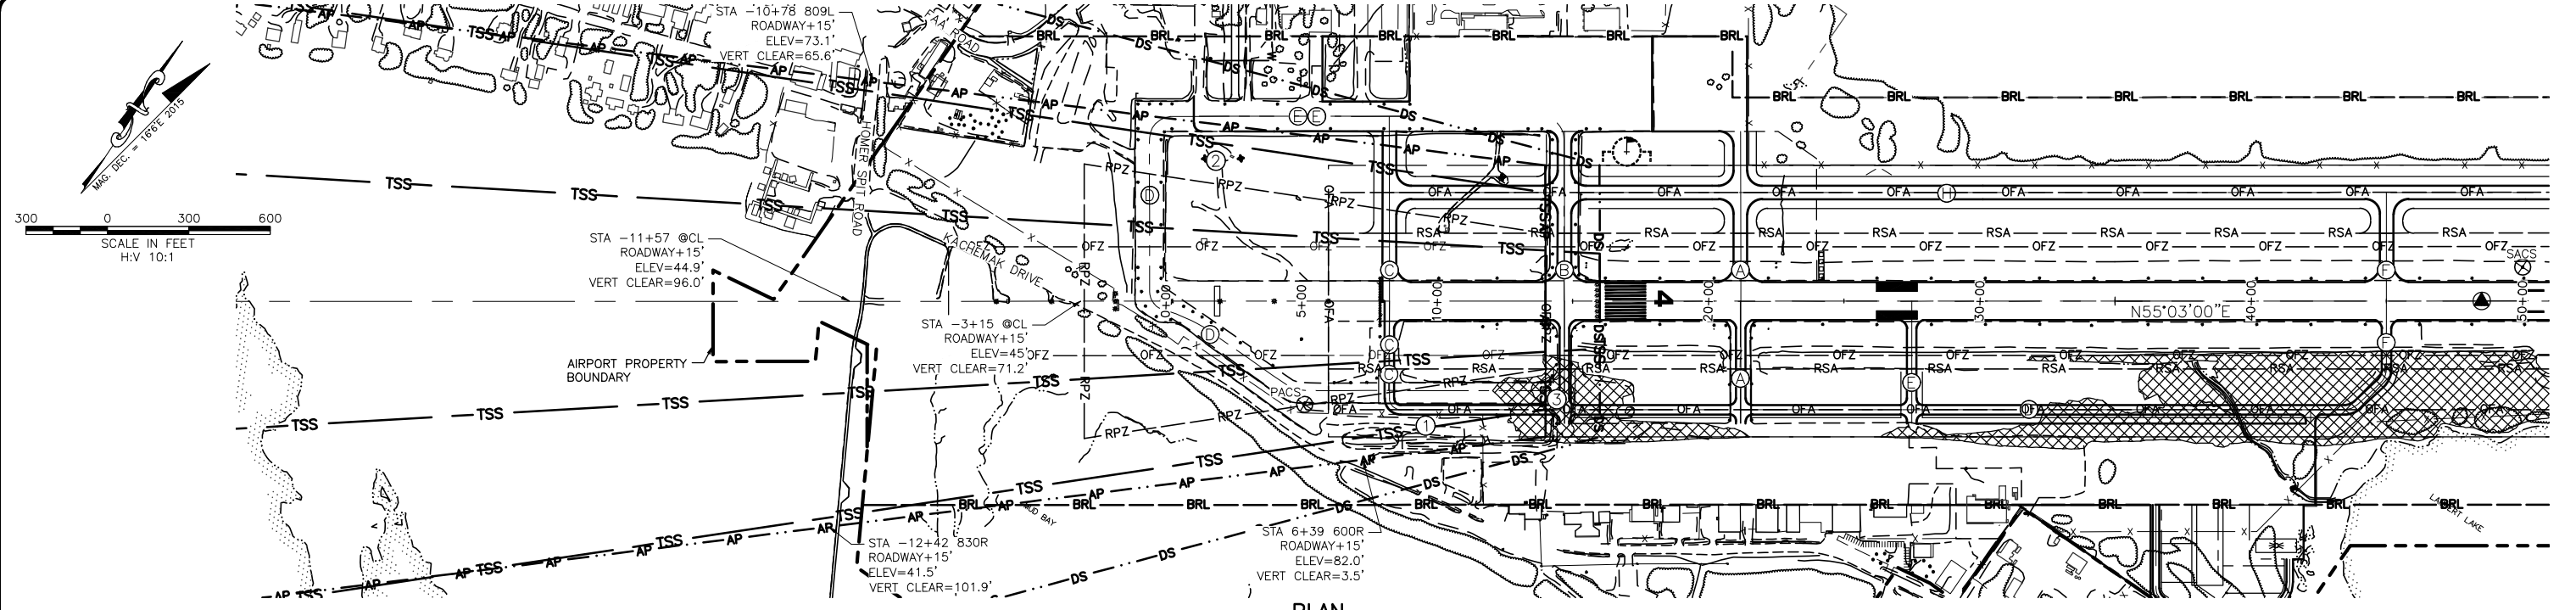 STA -10+78 809L
ROADWAY+15'
ELEV=73.1'
VERT CLEAR=65.6'
ROAD
MAG. DEC. = 16°6'E 2015
300 0 300 600
SCALE IN FEET
H:V 10:1
HOMER SPIT ROAD
KACHEMAK DRIVE
STA -11+57 @CL
ROADWAY+15'
ELEV=44.9'
VERT CLEAR=96.0'
STA -3+15 @CL
ROADWAY+15'
ELEV=45'
VERT CLEAR=71.2'
AIRPORT PROPERTY
BOUNDARY
STA -12+42 830R
ROADWAY+15'
ELEV=41.5'
VERT CLEAR=101.9'
STA 6+39 600R
ROADWAY+15'
ELEV=82.0'
VERT CLEAR=3.5'
MUD BAY
PACS
SACS
0+00
5+00
10+00
20+00
30+00
40+00
50+00
4
N55°03'00"E
TSS
AP
DS
BRL
RPZ
OFA
RSA
OFZ
E E
2
D
D
C
C
C
B
A
A
H
F
F
E
1
3
PLAN